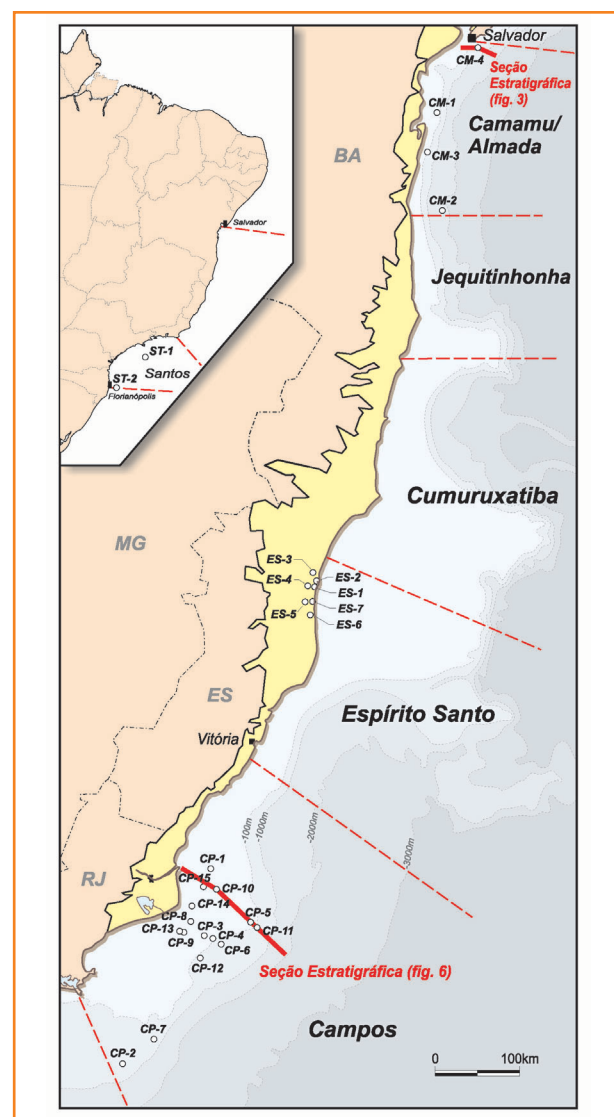 Salvador
CM-4
Seção
Estratigráfica
(fig. 3)
CM-1
Camamu/
Almada
CM-3
BA
CM-2
Salvador
Jequitinhonha
ST-1
Santos
ST-2
Florianópolis
Cumuruxatiba
MG
ES-3
ES-2
ES-4
ES-1
ES-7
ES-5
ES-6
ES
Espírito Santo
Vitória
-100m
-1000m
-2000m
-3000m
RJ
CP-1
CP-15
CP-10
CP-14
CP-8
CP-5
CP-3
CP-11
CP-13
CP-4
CP-9
CP-6
CP-12
Seção Estratigráfica (fig. 6)
Campos
CP-7
CP-2
0
100km